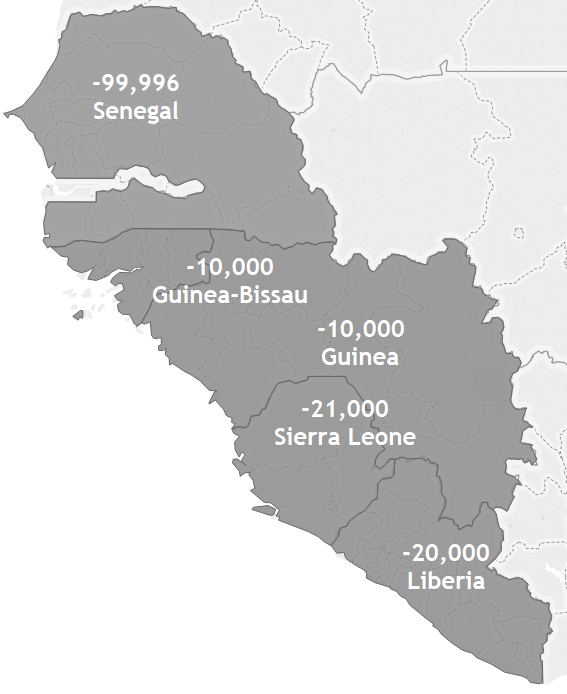 -99,996
Senegal
-10,000
Guinea-Bissau
-10,000
Guinea
-21,000
Sierra Leone
-20,000
Liberia